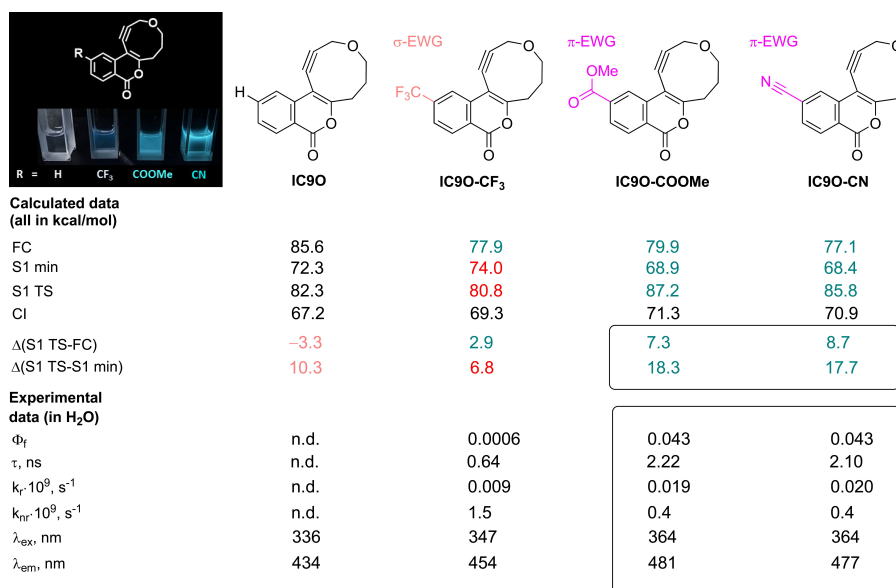 R
O
O
O
R = H CF3 COOMe CN
σ-EWG
π-EWG
π-EWG
H
O
O
O
F3C
O
O
O
OMe
O
O
O
O
N
O
O
IC9O IC9O-CF3 IC9O-COOMe IC9O-CN
Calculated data
(all in kcal/mol)
FC 85.6 77.9 79.9 77.1
S1 min 72.3 74.0 68.9 68.4
S1 TS 82.3 80.8 87.2 85.8
CI 67.2 69.3 71.3 70.9
Δ(S1 TS-FC) −3.3 2.9 7.3 8.7
Δ(S1 TS-S1 min) 10.3 6.8 18.3 17.7
Experimental
data (in H2O)
Φf n.d. 0.0006 0.043 0.043
τ, ns n.d. 0.64 2.22 2.10
kr·10⁹, s⁻¹ n.d. 0.009 0.019 0.020
knr·10⁹, s⁻¹ n.d. 1.5 0.4 0.4
λex, nm 336 347 364 364
λem, nm 434 454 481 477